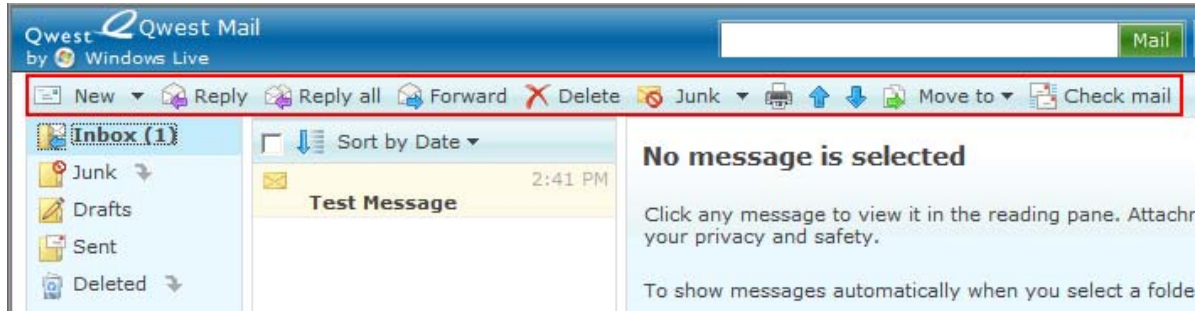 Qwest Qwest Mail
by Windows Live
Mail
New Reply Reply all Forward Delete Junk Move to Check mail
Inbox (1)
Junk
Drafts
Sent
Deleted
Sort by Date
2:41 PM
Test Message
No message is selected
Click any message to view it in the reading pane. Attachr
your privacy and safety.
To show messages automatically when you select a folde